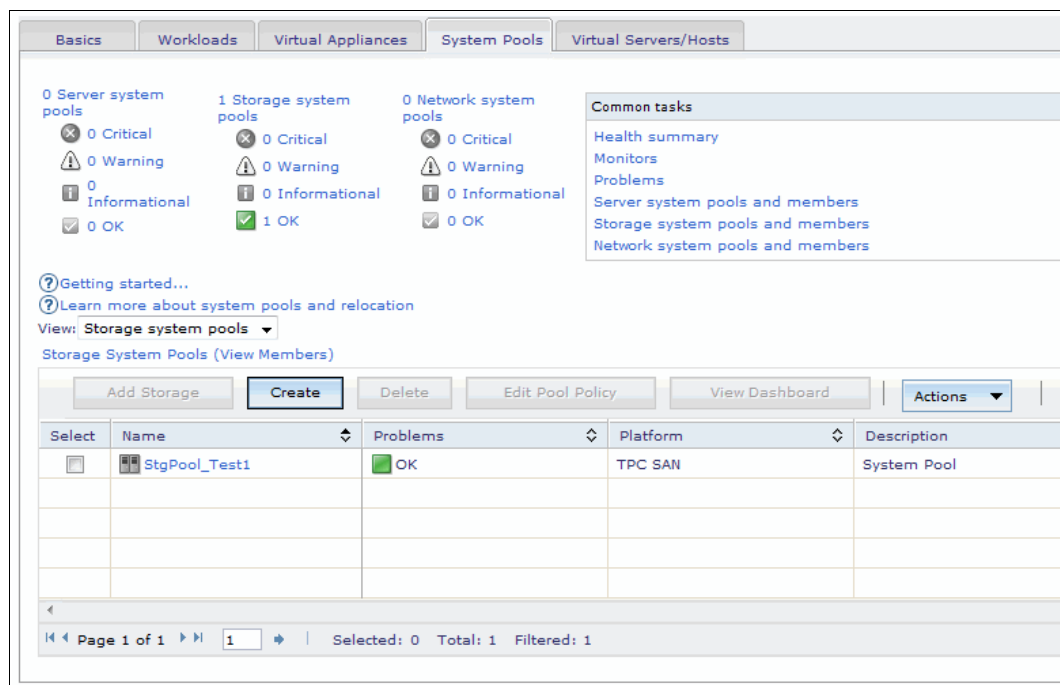 Basics Workloads Virtual Appliances System Pools Virtual Servers/Hosts
0 Server system
pools
0 Critical
0 Warning
0
Informational
0 OK
1 Storage system
pools
0 Critical
0 Warning
0 Informational
1 OK
0 Network system
pools
0 Critical
0 Warning
0 Informational
0 OK
Common tasks
Health summary
Monitors
Problems
Server system pools and members
Storage system pools and members
Network system pools and members
Getting started...
Learn more about system pools and relocation
View: Storage system pools
Storage System Pools (View Members)
Add Storage Create Delete Edit Pool Policy View Dashboard Actions
Select Name Problems Platform Description
StgPool_Test1 OK TPC SAN System Pool
Page 1 of 1 1 Selected: 0 Total: 1 Filtered: 1